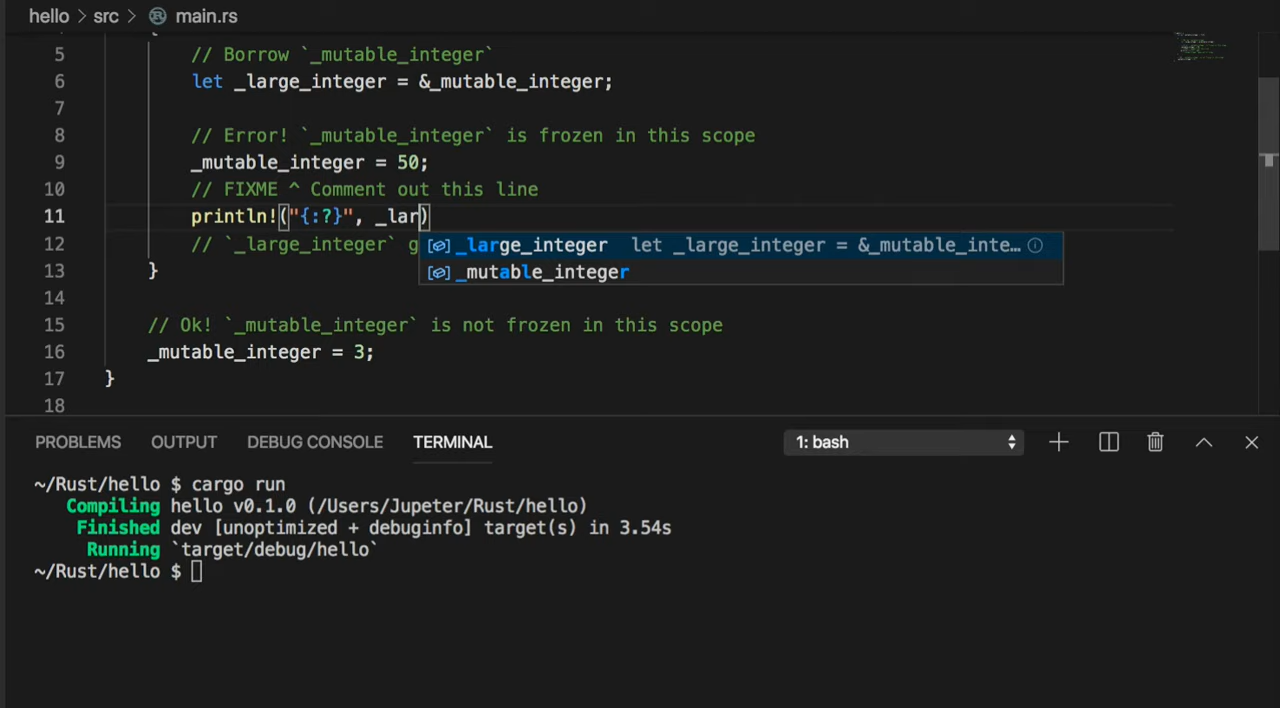 hello > src > main.rs
5 // Borrow `_mutable_integer`
6 let _large_integer = &_mutable_integer;
7
8 // Error! `_mutable_integer` is frozen in this scope
9 _mutable_integer = 50;
10 // FIXME ^ Comment out this line
11 println!("{:?}", _lar)
12 // `_large_integer` g
_large_integer let _large_integer = &_mutable_inte…
_mutable_integer
13 }
14
15 // Ok! `_mutable_integer` is not frozen in this scope
16 _mutable_integer = 3;
17 }
18
PROBLEMS OUTPUT DEBUG CONSOLE TERMINAL 1: bash
~/Rust/hello $ cargo run
Compiling hello v0.1.0 (/Users/Jupeter/Rust/hello)
Finished dev [unoptimized + debuginfo] target(s) in 3.54s
Running `target/debug/hello`
~/Rust/hello $